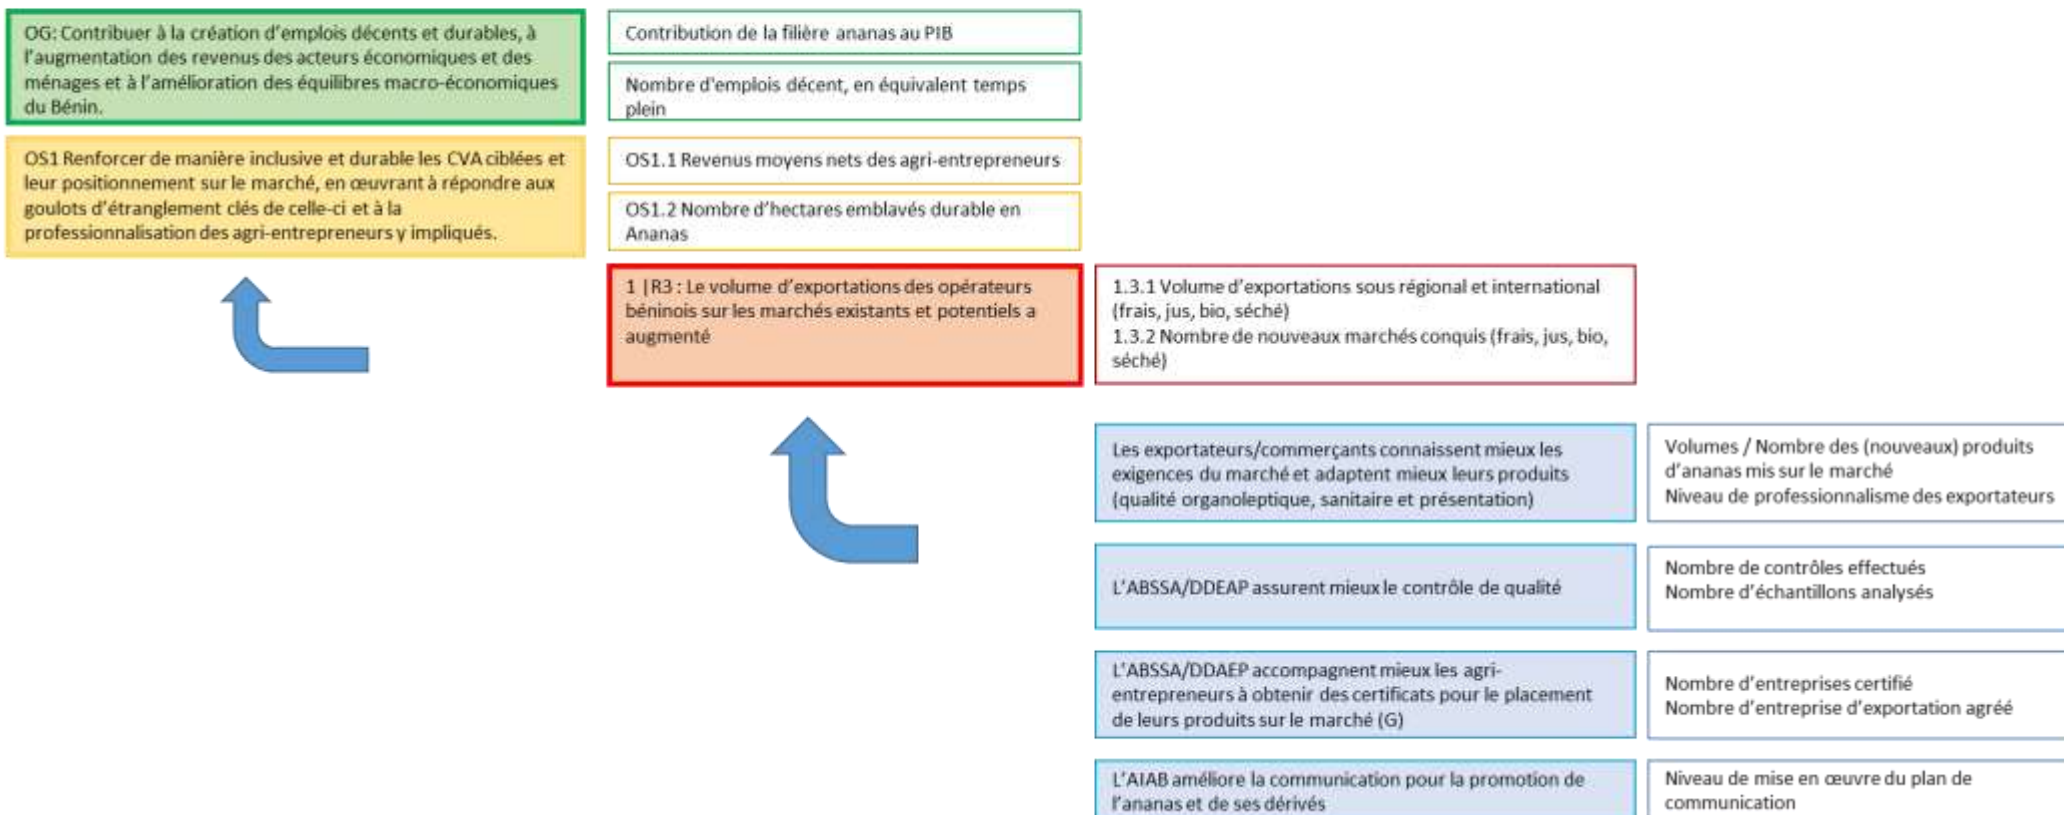 OG: Contribuer à la création d'emplois décents et durables, à
l'augmentation des revenus des acteurs économiques et des
ménages et à l'amélioration des équilibres macro-économiques
du Bénin.
Contribution de la filière ananas au PIB
Nombre d'emplois décent, en équivalent temps
plein
OS1 Renforcer de manière inclusive et durable les CVA ciblées et
leur positionnement sur le marché, en œuvrant à répondre aux
goulots d'étranglement clés de celle-ci et à la
professionnalisation des agri-entrepreneurs y impliqués.
OS1.1 Revenus moyens nets des agri-entrepreneurs
OS1.2 Nombre d'hectares emblavés durable en
Ananas
1 |R3 : Le volume d'exportations des opérateurs
béninois sur les marchés existants et potentiels a
augmenté
1.3.1 Volume d'exportations sous régional et international
(frais, jus, bio, séché)
1.3.2 Nombre de nouveaux marchés conquis (frais, jus, bio,
séché)
Les exportateurs/commerçants connaissent mieux les
exigences du marché et adaptent mieux leurs produits
(qualité organoleptique, sanitaire et présentation)
Volumes / Nombre des (nouveaux) produits
d'ananas mis sur le marché
Niveau de professionnalisme des exportateurs
L'ABSSA/DDEAP assurent mieux le contrôle de qualité
Nombre de contrôles effectués
Nombre d'échantillons analysés
L'ABSSA/DDAEP accompagnent mieux les agri-
entrepreneurs à obtenir des certificats pour le placement
de leurs produits sur le marché (G)
Nombre d'entreprises certifié
Nombre d'entreprise d'exportation agréé
L'AIAB améliore la communication pour la promotion de
l'ananas et de ses dérivés
Niveau de mise en œuvre du plan de
communication